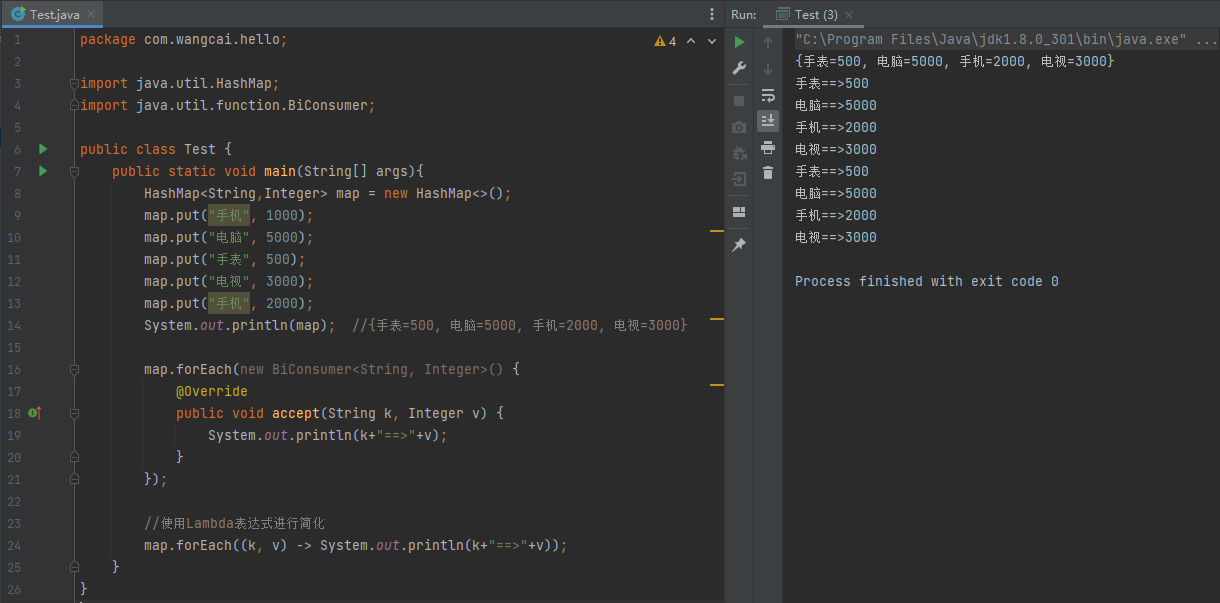 Test.java
Run:
Test (3)
1 package com.wangcai.hello;
4
2
3 import java.util.HashMap;
4 import java.util.function.BiConsumer;
5
6 public class Test {
7 public static void main(String[] args){
8 HashMap<String,Integer> map = new HashMap<>();
9 map.put("手机", 1000);
10 map.put("电脑", 5000);
11 map.put("手表", 500);
12 map.put("电视", 3000);
13 map.put("手机", 2000);
14 System.out.println(map); //{手表=500, 电脑=5000, 手机=2000, 电视=3000}
15
16 map.forEach(new BiConsumer<String, Integer>() {
17 @Override
18 public void accept(String k, Integer v) {
19 System.out.println(k+"==>"+v);
20 }
21 });
22
23 //使用Lambda表达式进行简化
24 map.forEach((k, v) -> System.out.println(k+"==>"+v));
25 }
26 }
"C:\Program Files\Java\jdk1.8.0_301\bin\java.exe" ...
{手表=500, 电脑=5000, 手机=2000, 电视=3000}
手表==>500
电脑==>5000
手机==>2000
电视==>3000
手表==>500
电脑==>5000
手机==>2000
电视==>3000
Process finished with exit code 0